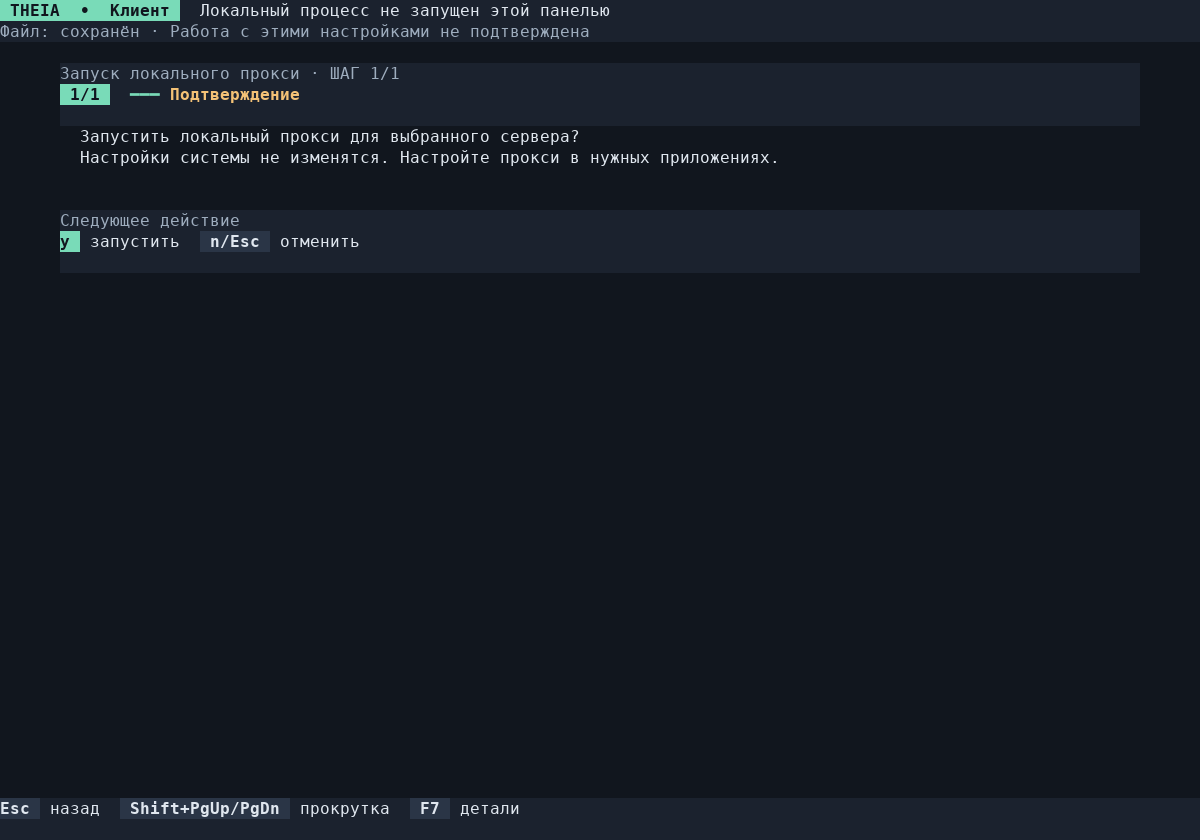 THEIA • Клиент Локальный процесс не запущен этой панелью
Файл: сохранён · Работа с этими настройками не подтверждена
Запуск локального прокси · ШАГ 1/1
1/1 ─── Подтверждение
Запустить локальный прокси для выбранного сервера?
Настройки системы не изменятся. Настройте прокси в нужных приложениях.
Следующее действие
y запустить n/Esc отменить
Esc назад Shift+PgUp/PgDn прокрутка F7 детали